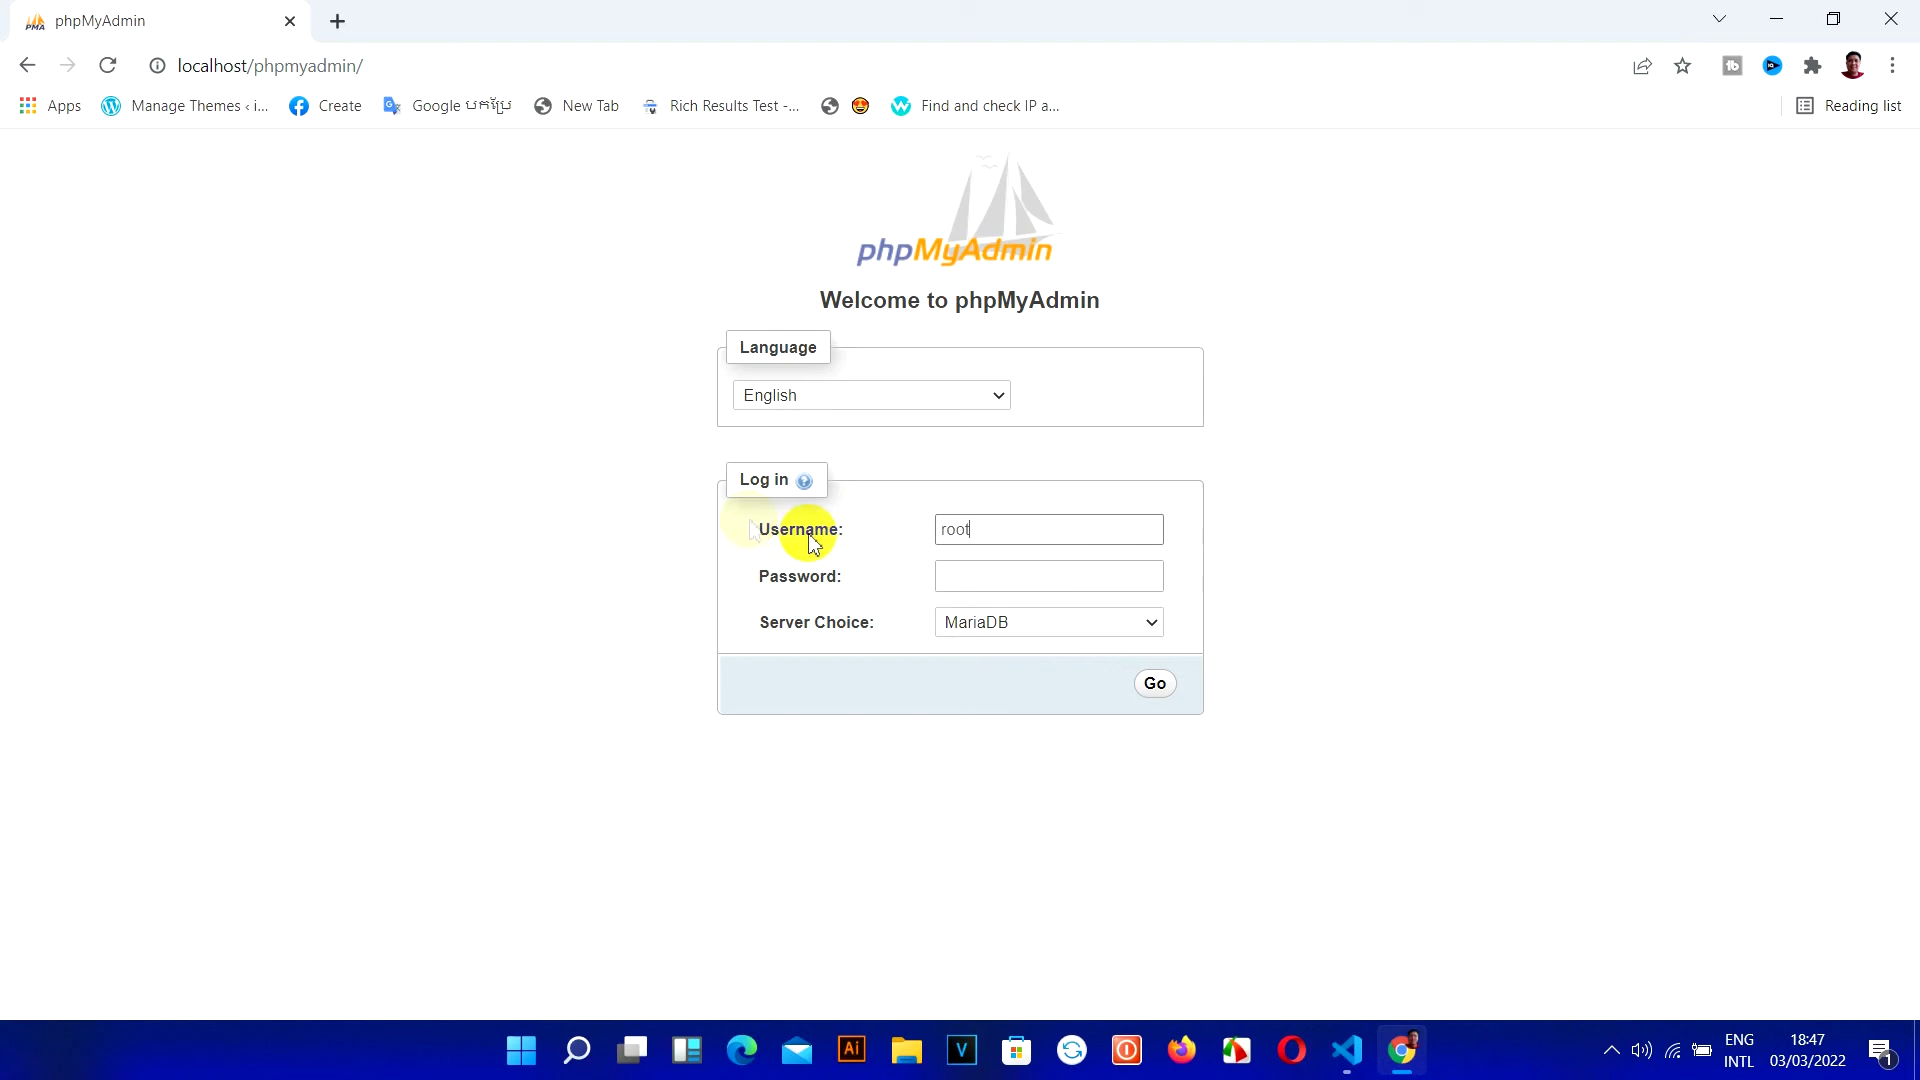 PMA phpMyAdmin
localhost/phpmyadmin/
Apps Manage Themes ‹ i... Create Google បកប្រែ New Tab Rich Results Test -... Find and check IP a... Reading list
phpMyAdmin
Welcome to phpMyAdmin
Language
English
Log in
Username: root
Password:
Server Choice: MariaDB
Go
ENG
INTL
18:47
03/03/2022
1